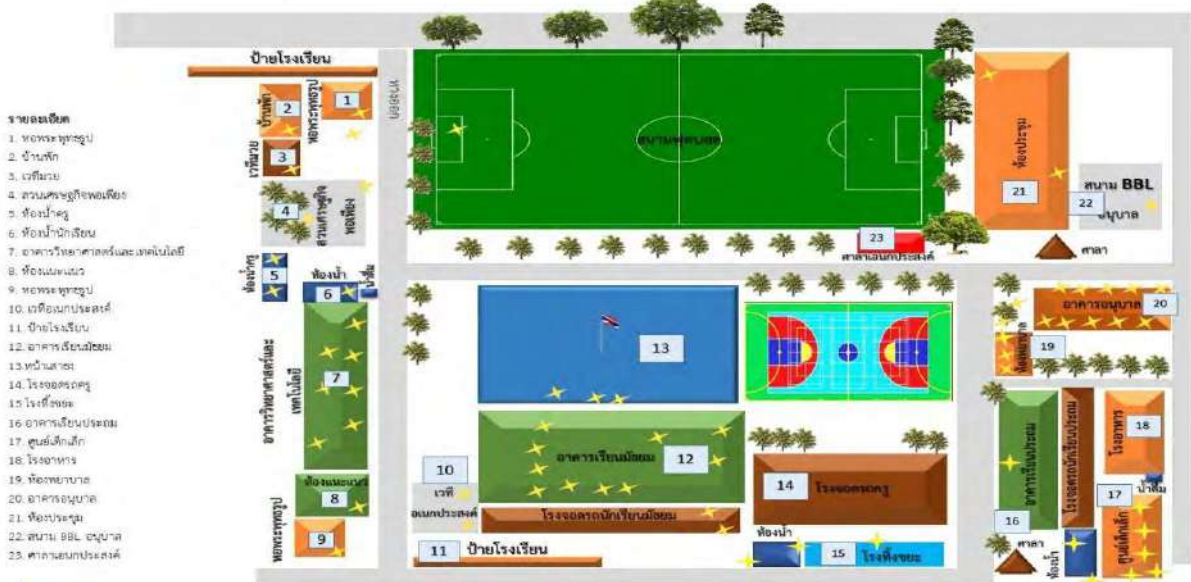 รายละเอียด
1. หอพระพุทธรูป
2. บ้านพัก
3. เวทีมวย
4. สวนเศรษฐกิจพอเพียง
5. ห้องน้ำครู
6. ห้องน้ำนักเรียน
7. อาคารวิทยาศาสตร์และเทคโนโลยี
8. ห้องแนะแนว
9. หอพระพุทธรูป
10. เวทีอเนกประสงค์
11. ป้ายโรงเรียน
12. อาคารเรียนมัธยม
13.หน้าเสาธง
14. โรงจอดรถครู
15 โรงทิ้งขยะ
16 อาคารเรียนประถม
17. ศูนย์เด็กเล็ก
18. โรงอาหาร
19. ห้องพยาบาล
20. อาคารอนุบาล
21. ห้องประชุม
22. สนาม BBL อนุบาล
23. ศาลาเอนกประสงค์
ป้ายโรงเรียน
บ้านพัก
2
หอพระพุทธรูป
1
เวทีมวย
3
4
สวนเศรษฐกิจ
พอเพียง
ห้องน้ำครู
5
ห้องน้ำ
6
น้ำดื่ม
อาคารวิทยาศาสตร์และ
เทคโนโลยี
7
ห้องแนะแนว
8
หอพระพุทธรูป
9
ทางออก
สนามฟุตบอล
23
ศาลาเอนกประสงค์
ห้องประชุม
21
สนาม BBL
22
อนุบาล
ศาลา
13
อาคารเรียนมัธยม
12
10
เวที
อเนกประสงค์
โรงจอดรถนักเรียนมัธยม
11
ป้ายโรงเรียน
14
โรงจอดรถครู
ห้องน้ำ
15
โรงทิ้งขยะ
อาคารอนุบาล
20
ห้องพยาบาล
19
อาคารเรียนประถม
16
โรงจอดรถนักเรียนประถม
โรงอาหาร
18
17
น้ำดื่ม
ศูนย์เด็กเล็ก
ศาลา
ห้องน้ำ